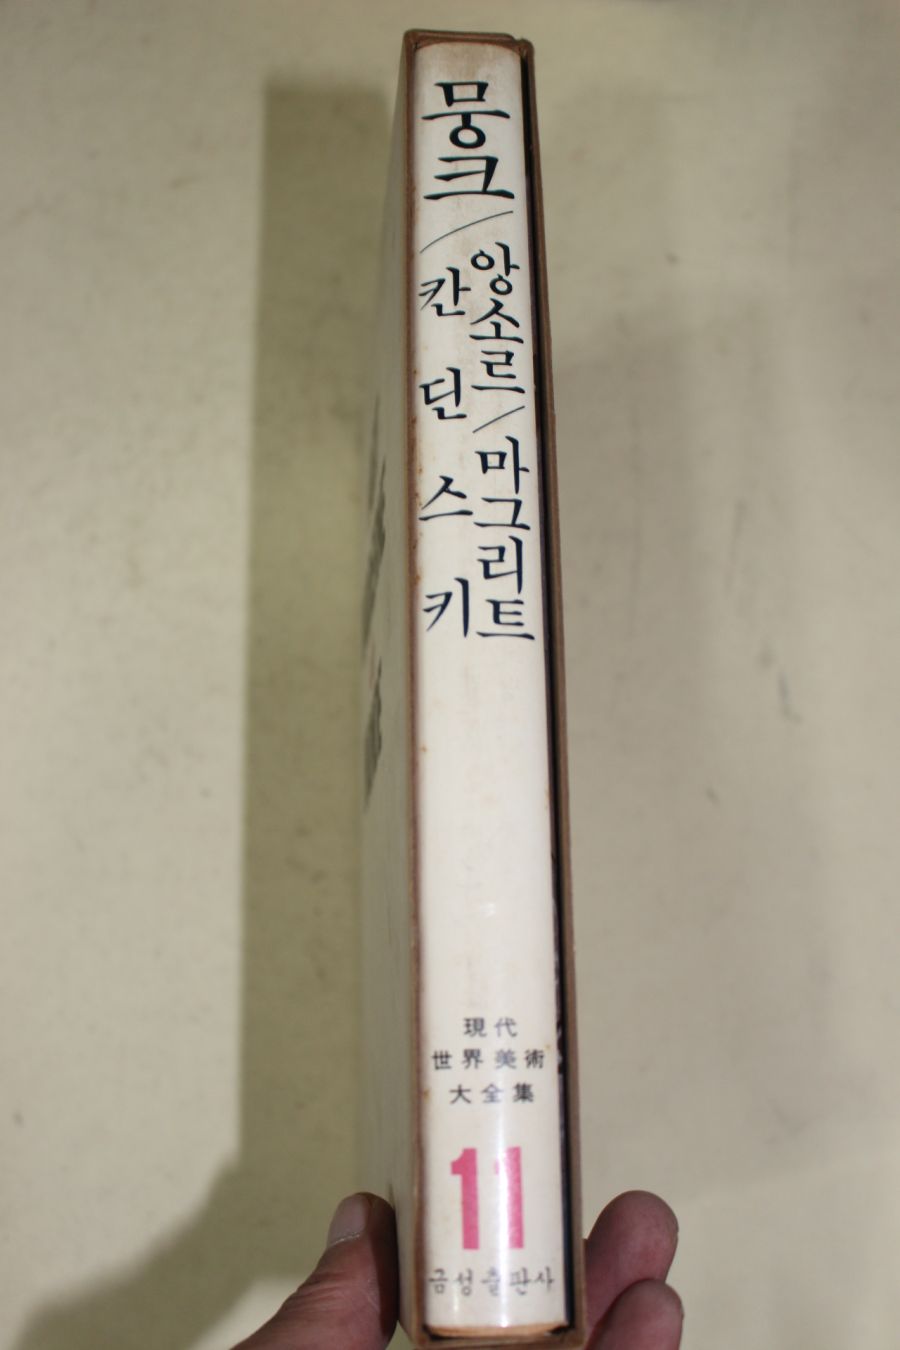 뭉크/
앙소르/마그리트
칸딘스키
現代
世界美術
大全集
11
금성출판사